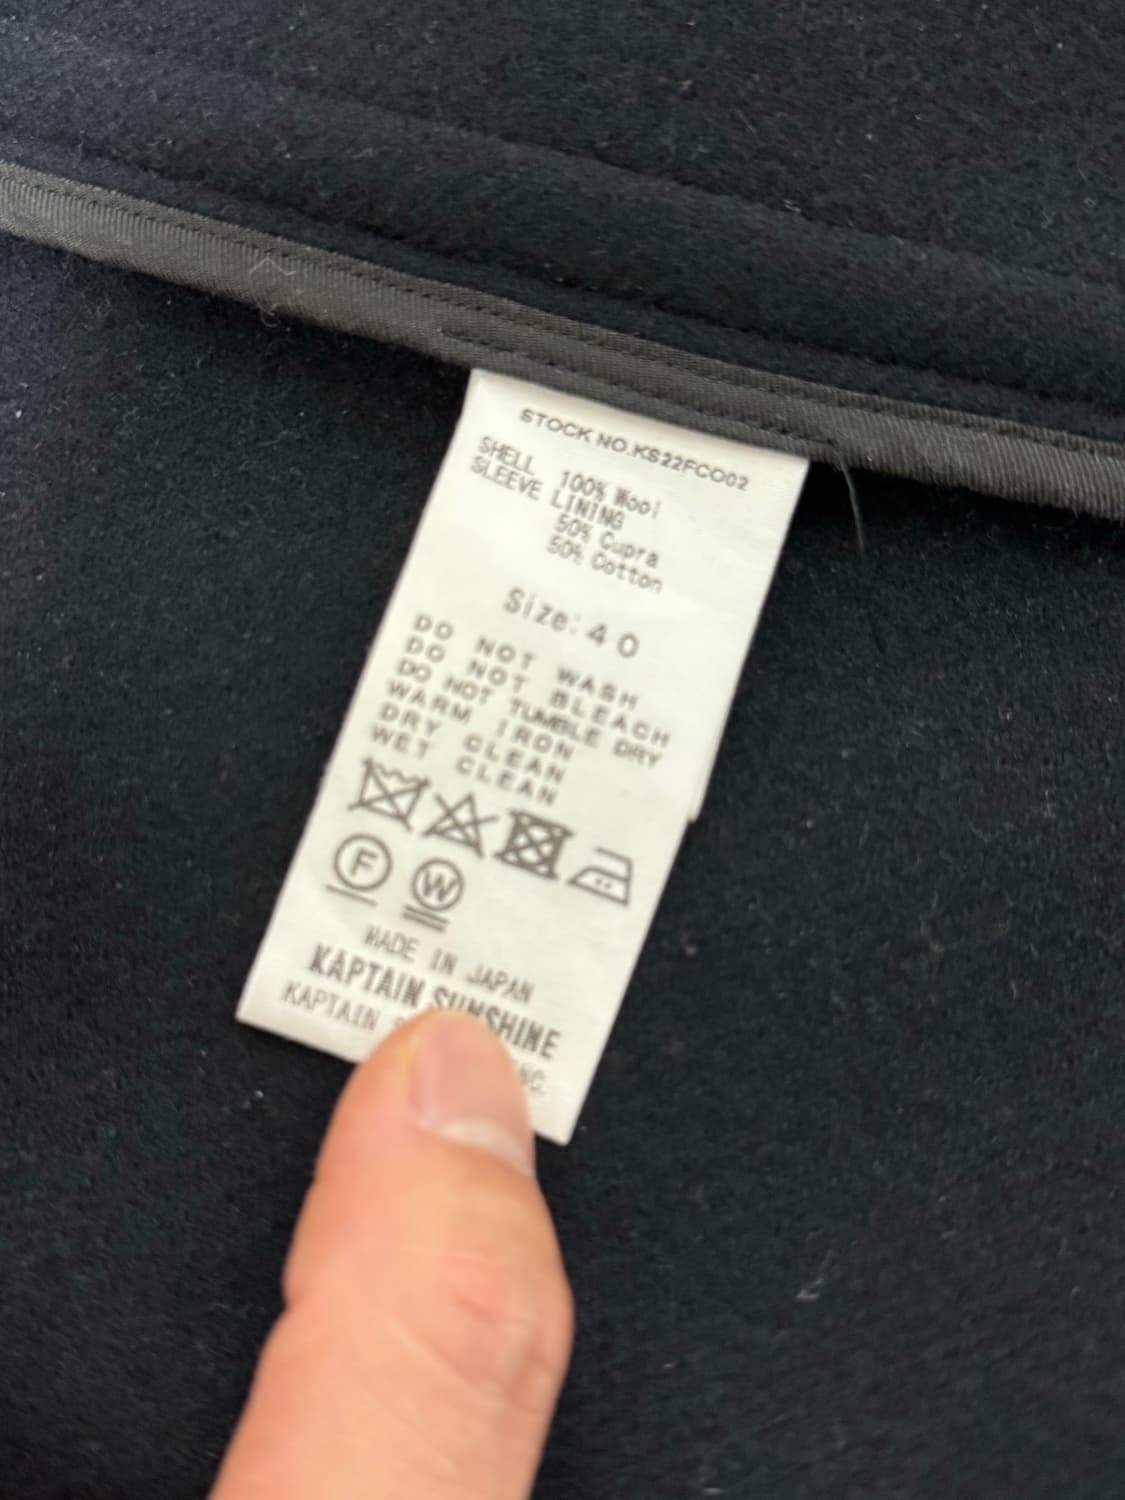 STOCK NO.KS22FCO02
SHELL 100% Wool
SLEEVE LINING
50% Cupra
50% Cotton
Size:40
DO NOT WASH
DO NOT BLEACH
DO NOT TUMBLE DRY
WARM IRON
DRY CLEAN
WET CLEAN
F W
MADE IN JAPAN
KAPTAIN SUNSHINE
KAPTAIN